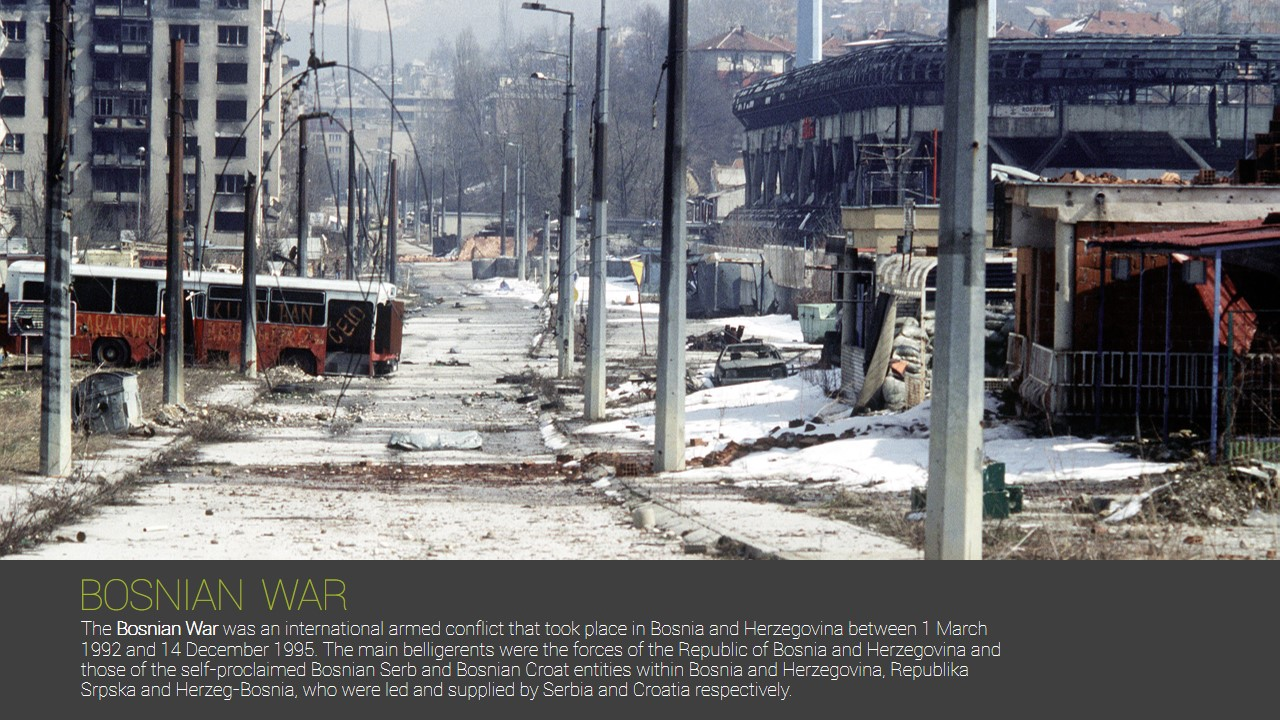 BOSNIAN WAR
The Bosnian War was an international armed conflict that took place in Bosnia and Herzegovina between 1 March
1992 and 14 December 1995. The main belligerents were the forces of the Republic of Bosnia and Herzegovina and
those of the self-proclaimed Bosnian Serb and Bosnian Croat entities within Bosnia and Herzegovina, Republika
Srpska and Herzeg-Bosnia, who were led and supplied by Serbia and Croatia respectively.